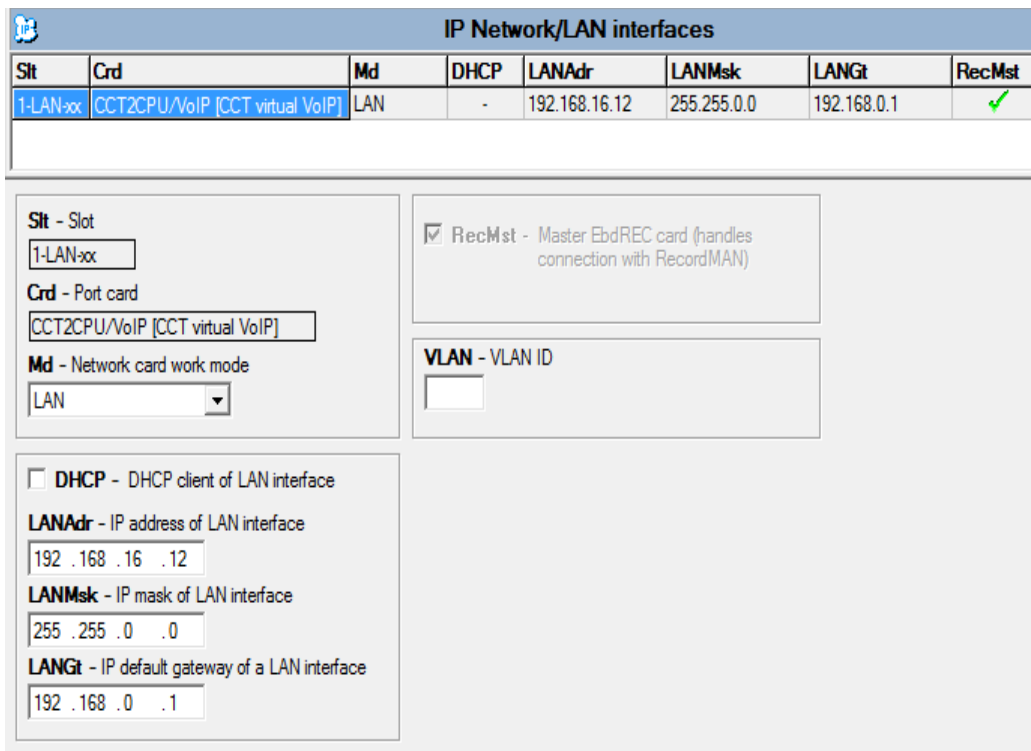 IP
IP Network/LAN interfaces
Slt Crd Md DHCP LANAdr LANMsk LANGt RecMst
1-LAN-xx CCT2CPU/VoIP [CCT virtual VoIP] LAN - 192.168.16.12 255.255.0.0 192.168.0.1
Slt - Slot
1-LAN-xx
Crd - Port card
CCT2CPU/VoIP [CCT virtual VoIP]
Md - Network card work mode
LAN
RecMst - Master EbdREC card (handles
connection with RecordMAN)
VLAN - VLAN ID
DHCP - DHCP client of LAN interface
LANAdr - IP address of LAN interface
192 .168 .16 .12
LANMsk - IP mask of LAN interface
255 .255 .0 .0
LANGt - IP default gateway of a LAN interface
192 .168 .0 .1